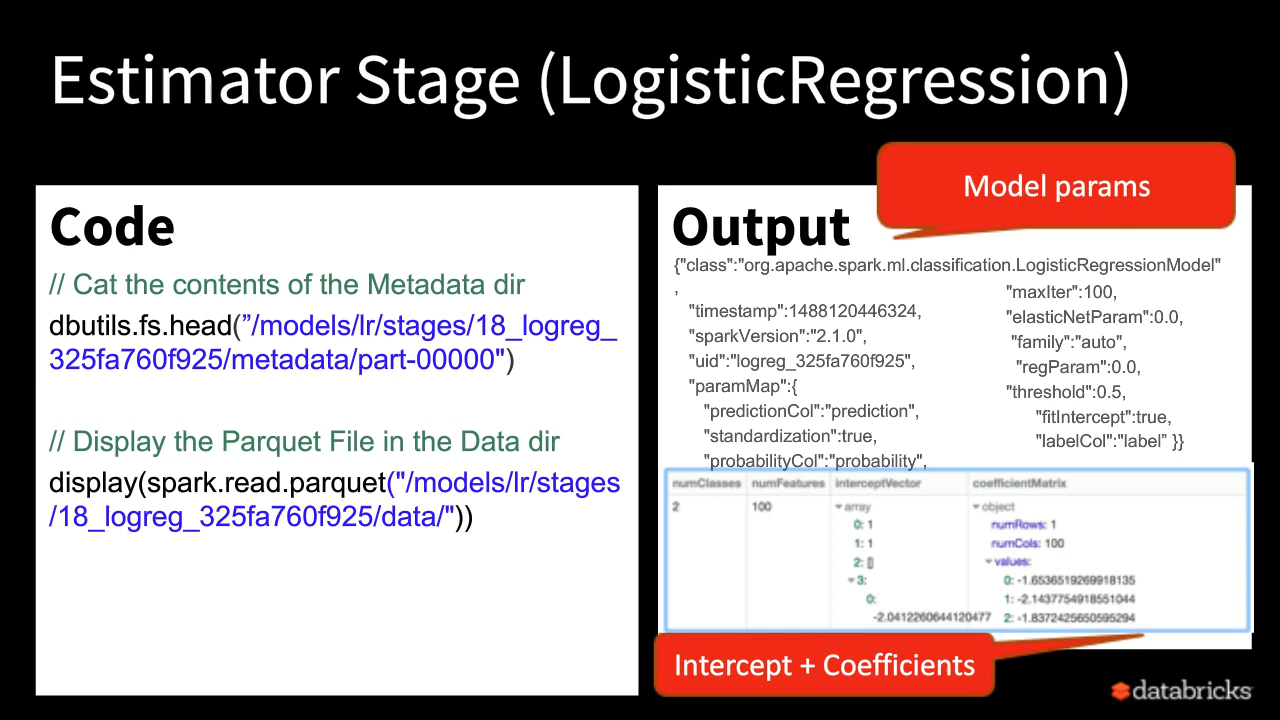 Estimator Stage (LogisticRegression)
Model params
Code
// Cat the contents of the Metadata dir
dbutils.fs.head(”/models/lr/stages/18_logreg_
325fa760f925/metadata/part-00000")
// Display the Parquet File in the Data dir
display(spark.read.parquet("/models/lr/stages
/18_logreg_325fa760f925/data/"))
Output
{"class":"org.apache.spark.ml.classification.LogisticRegressionModel"
,
"timestamp":1488120446324,
"sparkVersion":"2.1.0",
"uid":"logreg_325fa760f925",
"paramMap":{
"predictionCol":"prediction",
"standardization":true,
"probabilityCol":"probability",
"maxIter":100,
"elasticNetParam":0.0,
"family":"auto",
"regParam":0.0,
"threshold":0.5,
"fitIntercept":true,
"labelCol":"label” }}
numClasses numFeatures interceptVector coefficientMatrix
2 100 array object
0: 1 numRows: 1
1: 1 numCols: 100
2: [] values:
3: 0: -1.6536519269918135
0: 1: -2.1437754918551044
-2.0412260644120477 2: -1.8372425650595294
Intercept + Coefficients
databricks